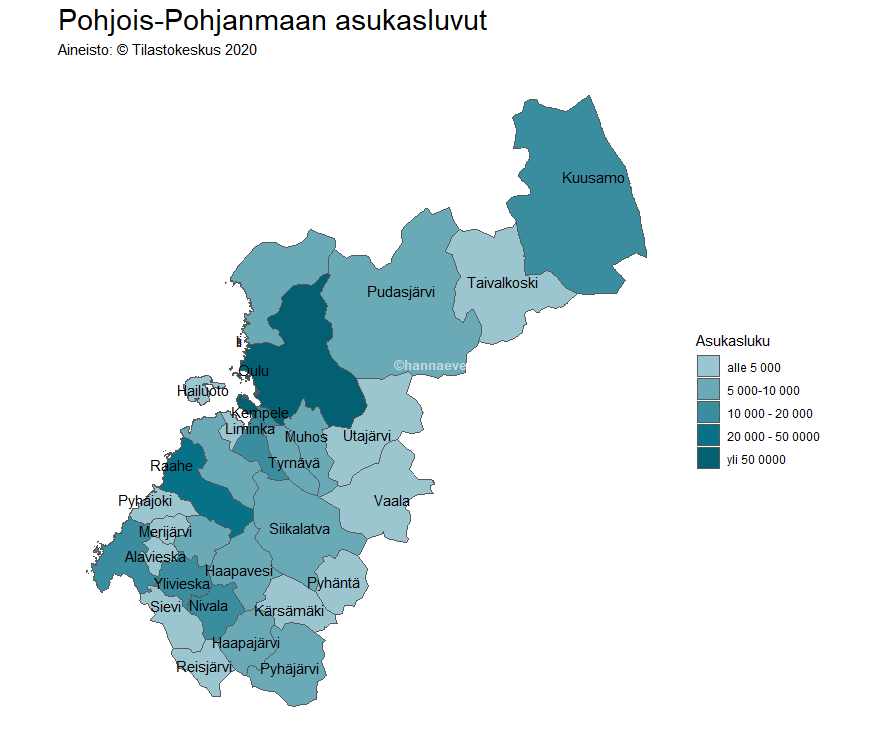 Pohjois-Pohjanmaan asukasluvut
Aineisto: © Tilastokeskus 2020
Kuusamo
Taivalkoski
Pudasjärvi
Ii
©hannaeve
Oulu
Hailuoto
Kempele
Liminka
Muhos
Utajärvi
Raahe
Tyrnävä
Pyhäjoki
Vaala
Merijärvi
Siikalatva
Alavieska
Haapavesi
Ylivieska
Pyhäntä
Sievi
Nivala
Kärsämäki
Haapajärvi
Reisjärvi
Pyhäjärvi
Asukasluku
alle 5 000
5 000-10 000
10 000 - 20 000
20 000 - 50 0000
yli 50 0000